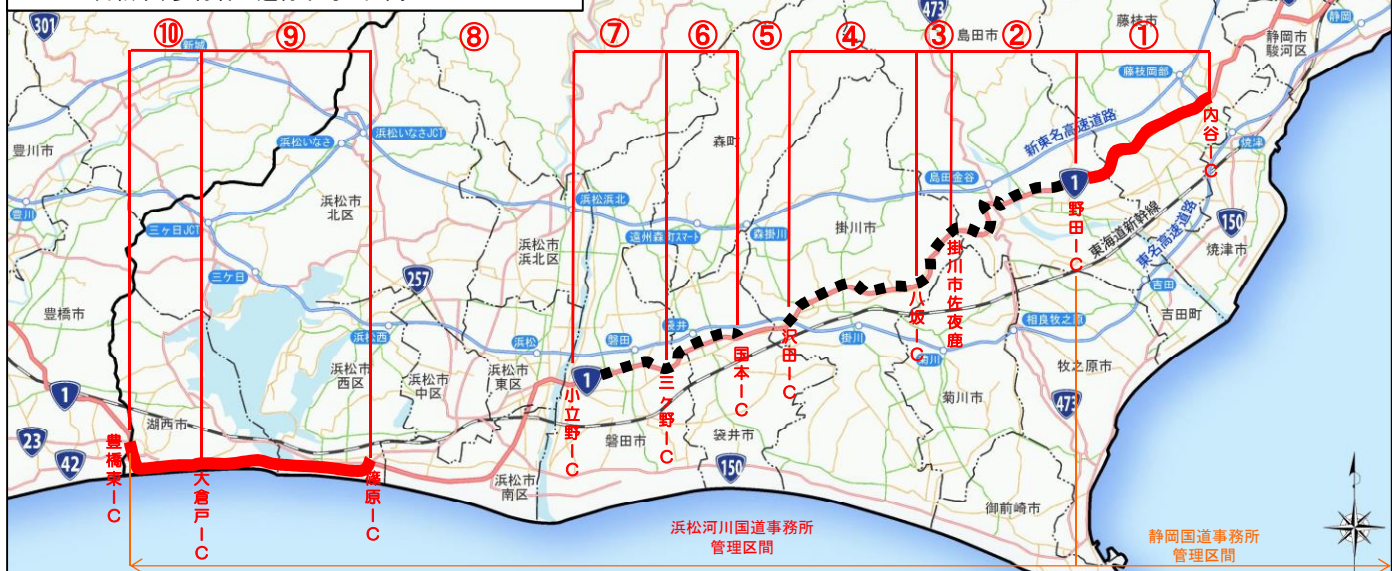 301
473
⑩
⑨
⑧
⑦
⑥
⑤
④
③
②
①
島田市
藤枝市
静岡
静岡市
駿河区
新城
藤枝岡部
浜松いなさJCT
浜松いなさ
豊川市
森町
新東名高速道路
内谷IC
焼津
浜松市
北区
島田金谷
1
豊川
浜松浜北
遠州森町スマート
森掛川
掛川市
野田IC
東海道新幹線
東名高速道路
150
焼津市
三ケ日JCT
浜松市
浜北区
三ケ日
257
掛川市佐夜鹿
吉田
豊橋市
八坂IC
相良牧之原
吉田町
浜松西
浜松
磐田
袋井
沢田IC
掛川
菊川
国本IC
牧之原市
浜松市
西区
浜松市
中区
浜松市
東区
1
1
小立野IC
三ケ野IC
菊川市
473
湖西市
23
42
豊橋東IC
大倉戸IC
篠原IC
磐田市
袋井市
150
浜松市
南区
御前崎市
浜松河川国道事務所
管理区間
静岡国道事務所
管理区間